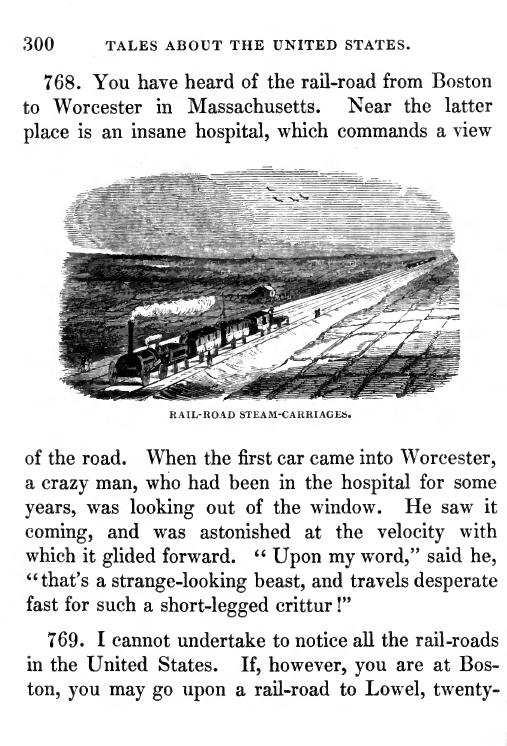 300 TALES ABOUT THE UNITED STATES.
768. You have heard of the rail-road from Boston
to Worcester in Massachusetts. Near the latter
place is an insane hospital, which commands a view
RAIL-ROAD STEAM-CARRIAGES.
of the road. When the first car came into Worcester,
a crazy man, who had been in the hospital for some
years, was looking out of the window. He saw it
coming, and was astonished at the velocity with
which it glided forward. “ Upon my word,” said he,
“that’s a strange-looking beast, and travels desperate
fast for such a short-legged crittur !”
769. I cannot undertake to notice all the rail-roads
in the United States. If, however, you are at Bos-
ton, you may go upon a rail-road to Lowel, twenty-